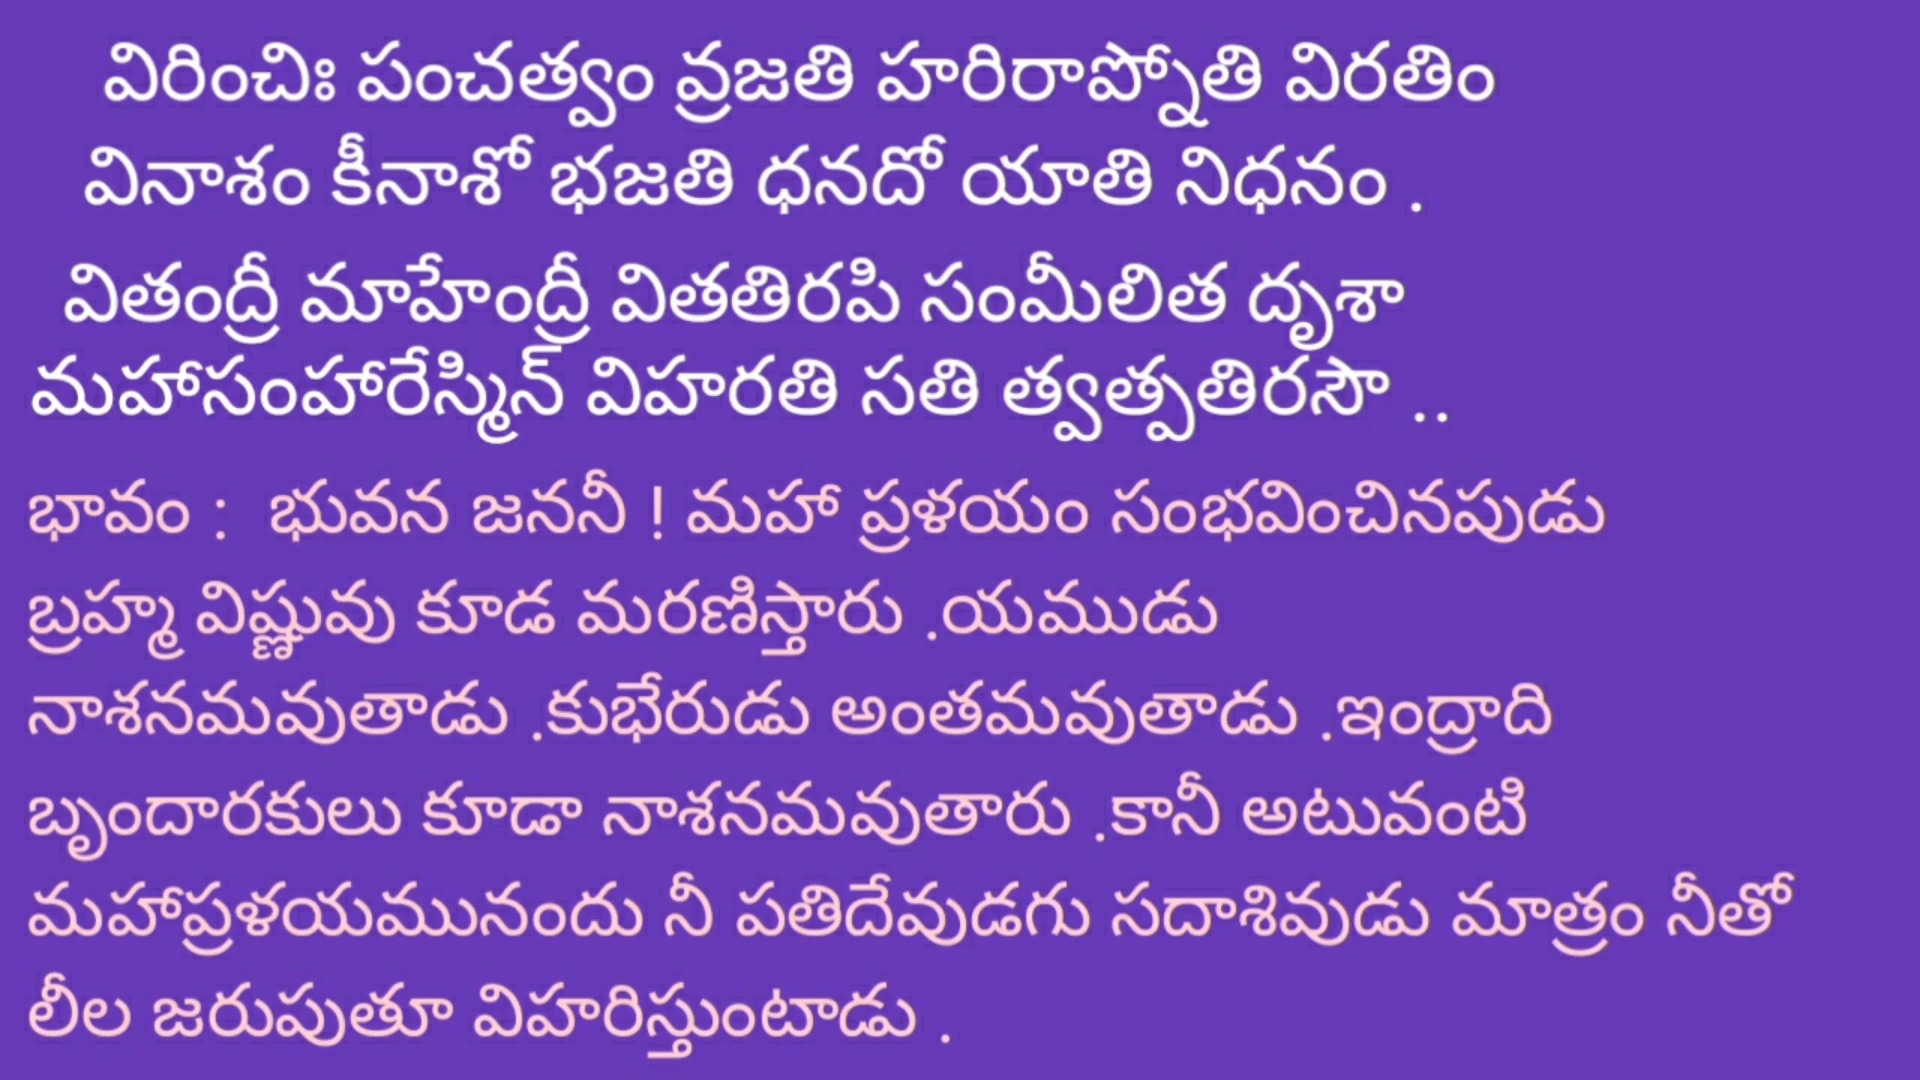 విరించిః పంచత్వం వ్రజతి హరిరాప్నోతి విరతిం
వినాశం కీనాశో భజతి ధనదో యాతి నిధనం .
వితంద్రీ మాహేంద్రీ వితతిరపి సంమీలిత దృశా
మహాసంహారేస్మిన్ విహరతి సతి త్వత్పతిరసౌ ..
భావం : భువన జననీ ! మహా ప్రళయం సంభవించినపుడు
బ్రహ్మ విష్ణువు కూడ మరణిస్తారు .యముడు
నాశనమవుతాడు .కుభేరుడు అంతమవుతాడు .ఇంద్రాది
బృందారకులు కూడా నాశనమవుతారు .కానీ అటువంటి
మహాప్రళయమునందు నీ పతిదేవుడగు సదాశివుడు మాత్రం నీతో
లీల జరుపుతూ విహరిస్తుంటాడు .